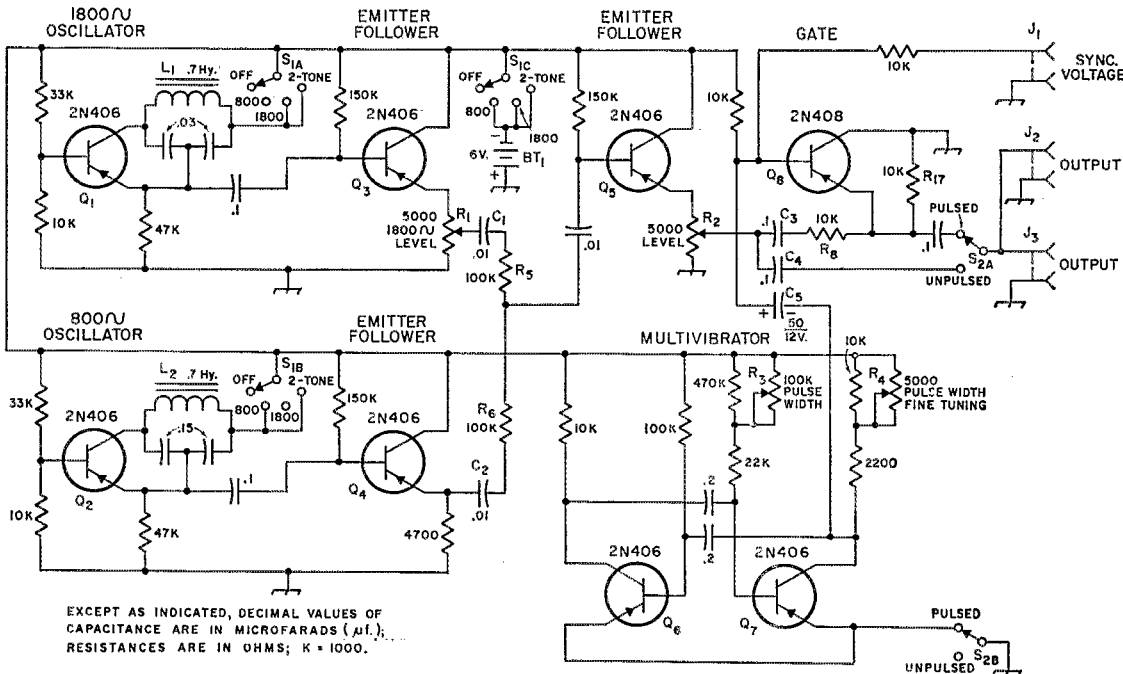 1800~
OSCILLATOR
EMITTER
FOLLOWER
EMITTER
FOLLOWER
GATE
J1
SYNC.
VOLTAGE
10K
L1 .7 Hy.
OFF
S1A
2-TONE
800
1800
33K
2N406
.03
Q1
10K
47K
.1
150K
2N406
Q3
5000
1800~
LEVEL
R1
C1
.01
100K
R5
OFF
S1C
2-TONE
800
1800
6V.
BT1
150K
2N406
Q5
.01
5000
LEVEL
R2
10K
2N408
Q8
10K
R17
.1
C3
10K
R8
.1
C4
C5
50
12V.
.1
PULSED
S2A
UNPULSED
J2
OUTPUT
J3
OUTPUT
800~
OSCILLATOR
EMITTER
FOLLOWER
MULTIVIBRATOR
L2 .7 Hy.
OFF
S1B
2-TONE
800
1800
33K
2N406
.15
Q2
10K
47K
.1
150K
2N406
Q4
4700
C2
.01
R6
100K
10K
100K
470K
R3
100K
PULSE
WIDTH
22K
10K
R4
5000
PULSE WIDTH
FINE TUNING
2200
.2
.2
2N406
Q6
2N406
Q7
PULSED
S2B
UNPULSED
EXCEPT AS INDICATED, DECIMAL VALUES OF
CAPACITANCE ARE IN MICROFARADS (µf.);
RESISTANCES ARE IN OHMS; K = 1000.